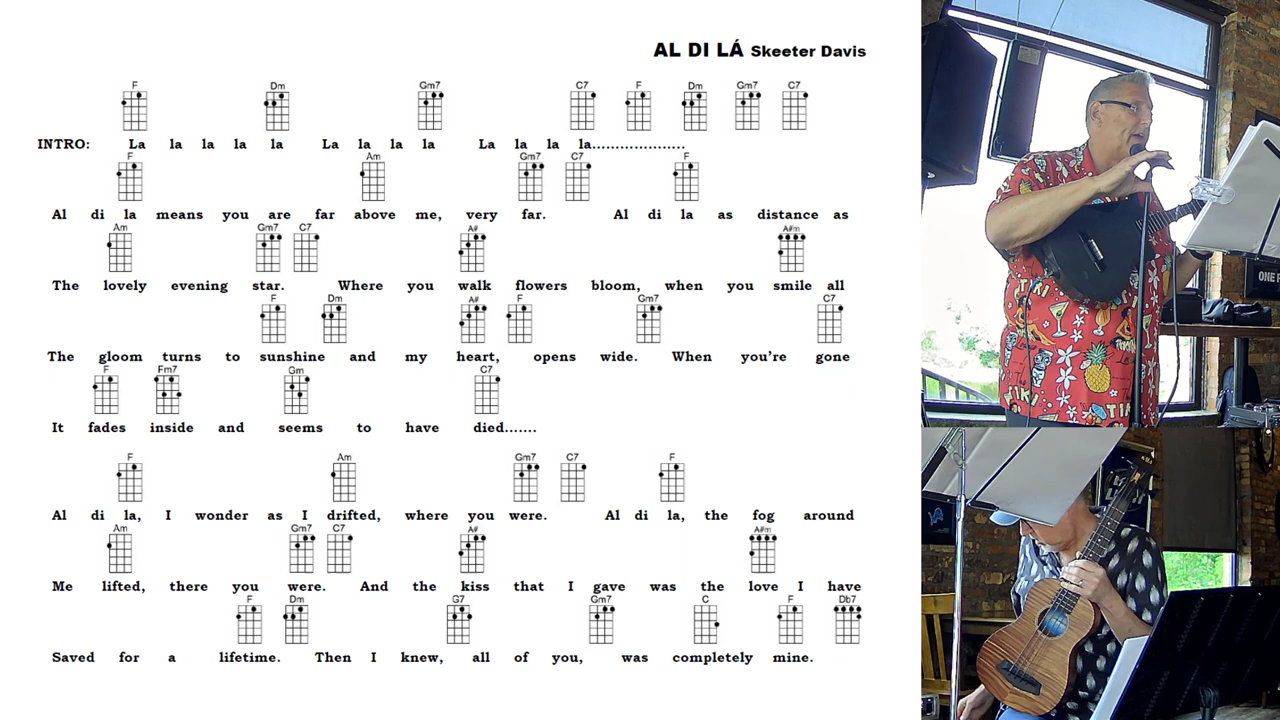 AL DI LÁ Skeeter Davis
F Dm Gm7 C7 F Dm Gm7 C7
INTRO: La la la la la La la la la La la la la....................
F Am Gm7 C7 F
Al di la means you are far above me, very far. Al di la as distance as
Am Gm7 C7 A# A#m
The lovely evening star. Where you walk flowers bloom, when you smile all
F Dm A# F Gm7 C7
The gloom turns to sunshine and my heart, opens wide. When you're gone
F Fm7 Gm C7
It fades inside and seems to have died.......
F Am Gm7 C7 F
Al di la, I wonder as I drifted, where you were. Al di la, the fog around
Am Gm7 C7 A# A#m
Me lifted, there you were. And the kiss that I gave was the love I have
F Dm G7 Gm7 C F Db7
Saved for a lifetime. Then I knew, all of you, was completely mine.
ONE
TIKI